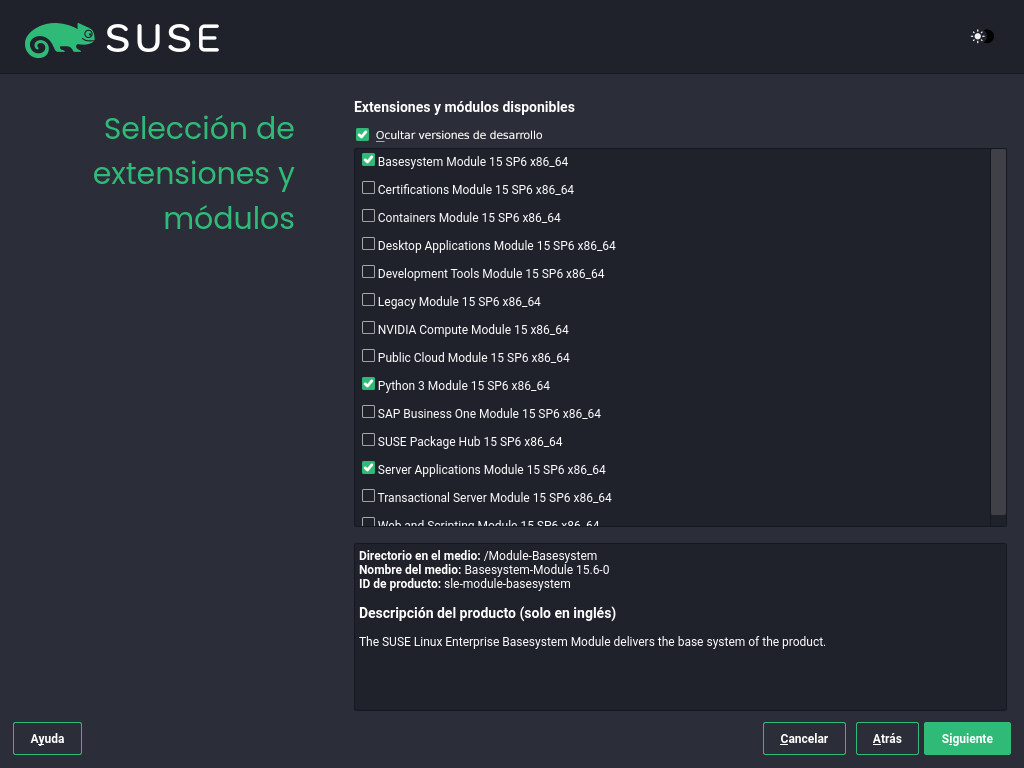 SUSE
Selección de
extensiones y
módulos
Extensiones y módulos disponibles
Ocultar versiones de desarrollo
Basesystem Module 15 SP6 x86_64
Certifications Module 15 SP6 x86_64
Containers Module 15 SP6 x86_64
Desktop Applications Module 15 SP6 x86_64
Development Tools Module 15 SP6 x86_64
Legacy Module 15 SP6 x86_64
NVIDIA Compute Module 15 x86_64
Public Cloud Module 15 SP6 x86_64
Python 3 Module 15 SP6 x86_64
SAP Business One Module 15 SP6 x86_64
SUSE Package Hub 15 SP6 x86_64
Server Applications Module 15 SP6 x86_64
Transactional Server Module 15 SP6 x86_64
Web and Scripting Module 15 SP6 x86_64
Directorio en el medio: /Module-Basesystem
Nombre del medio: Basesystem-Module 15.6-0
ID de producto: sle-module-basesystem
Descripción del producto (solo en inglés)
The SUSE Linux Enterprise Basesystem Module delivers the base system of the product.
Ayuda
Cancelar
Atrás
Siguiente